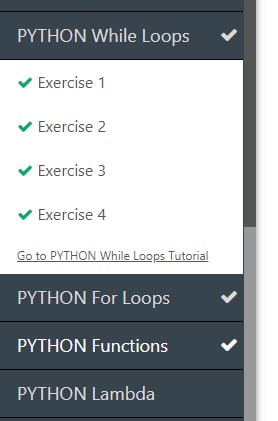 PYTHON While Loops
Exercise 1
Exercise 2
Exercise 3
Exercise 4
Go to PYTHON While Loops Tutorial
PYTHON For Loops
PYTHON Functions
PYTHON Lambda